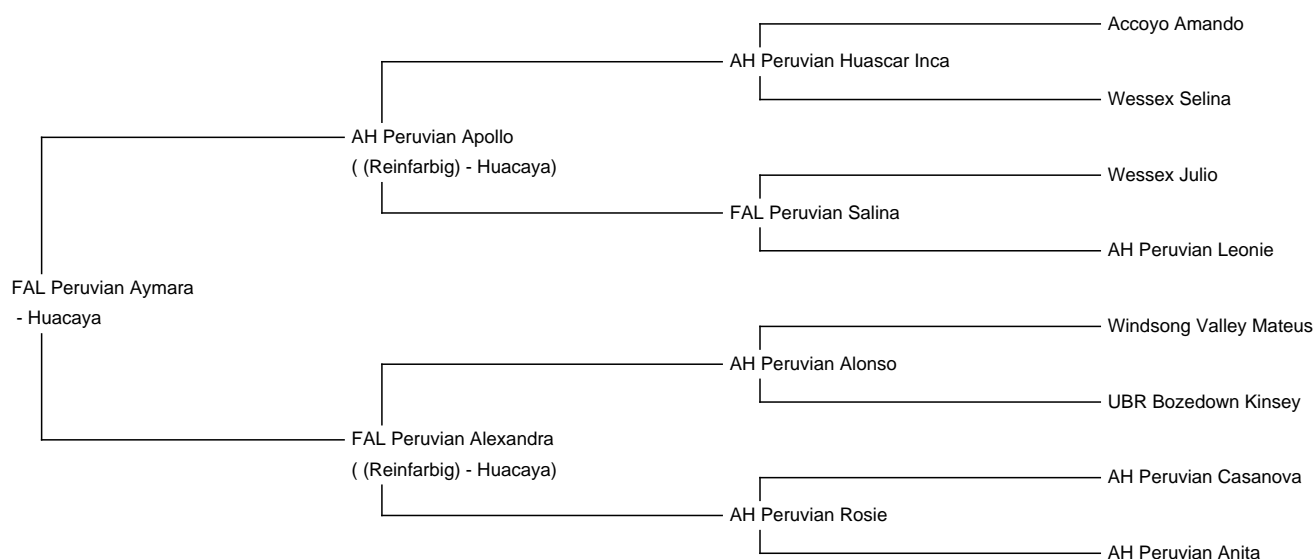 Accoyo Amando
AH Peruvian Huascar Inca
Wessex Selina
AH Peruvian Apollo
( (Reinfarbig) - Huacaya)
Wessex Julio
FAL Peruvian Salina
AH Peruvian Leonie
FAL Peruvian Aymara
- Huacaya
Windsong Valley Mateus
AH Peruvian Alonso
UBR Bozedown Kinsey
FAL Peruvian Alexandra
( (Reinfarbig) - Huacaya)
AH Peruvian Casanova
AH Peruvian Rosie
AH Peruvian Anita